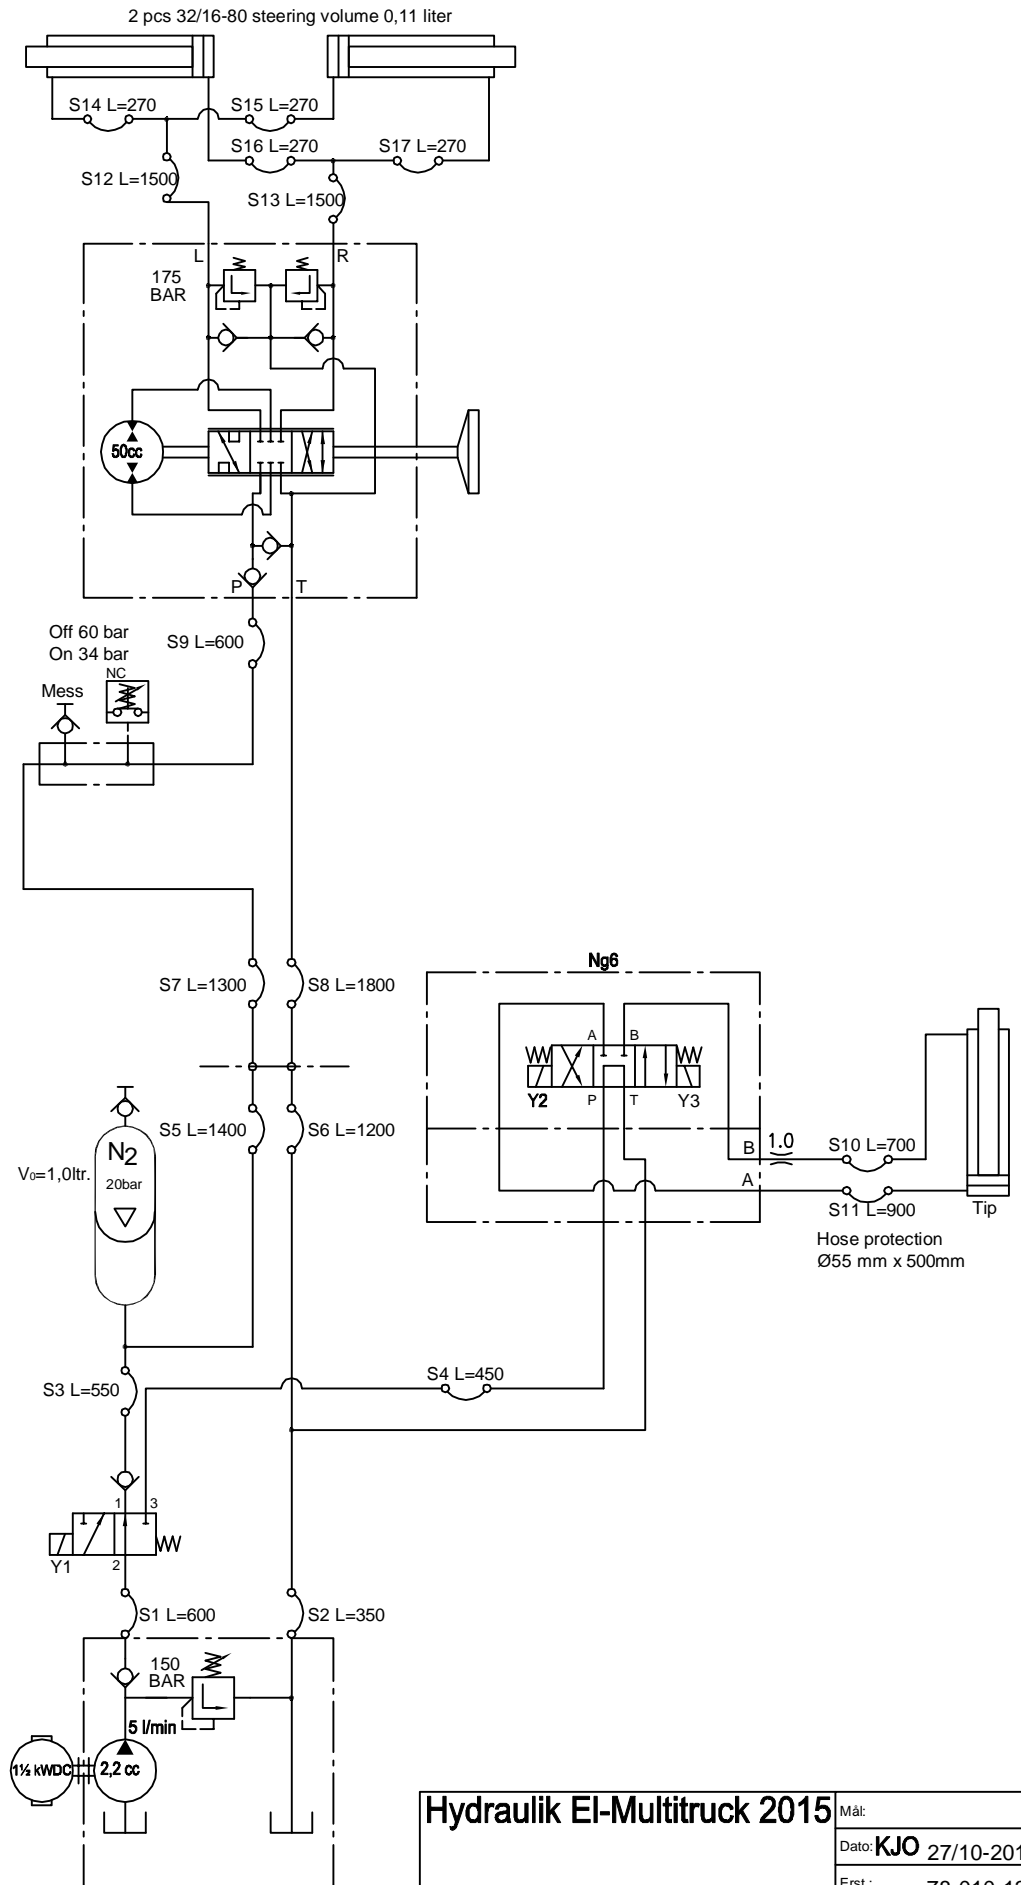 2 pcs 32/16-80 steering volume 0,11 liter
S14 L=270
S15 L=270
S16 L=270
S17 L=270
S12 L=1500
S13 L=1500
L
R
175
BAR
50cc
P
T
Off 60 bar
On 34 bar
S9 L=600
NC
Mess
S7 L=1300
S8 L=1800
Ng6
A
B
Y2
P
T
Y3
S5 L=1400
S6 L=1200
N2
V0=1,0ltr.
20bar
B
1.0
S10 L=700
A
S11 L=900
Tip
Hose protection
Ø55 mm x 500mm
S4 L=450
S3 L=550
1
3
Y1
2
S1 L=600
S2 L=350
150
BAR
5 l/min
1½ kWDC
2,2 cc
Hydraulik El-Multitruck 2015
Mål:
Dato: KJO 27/10-201